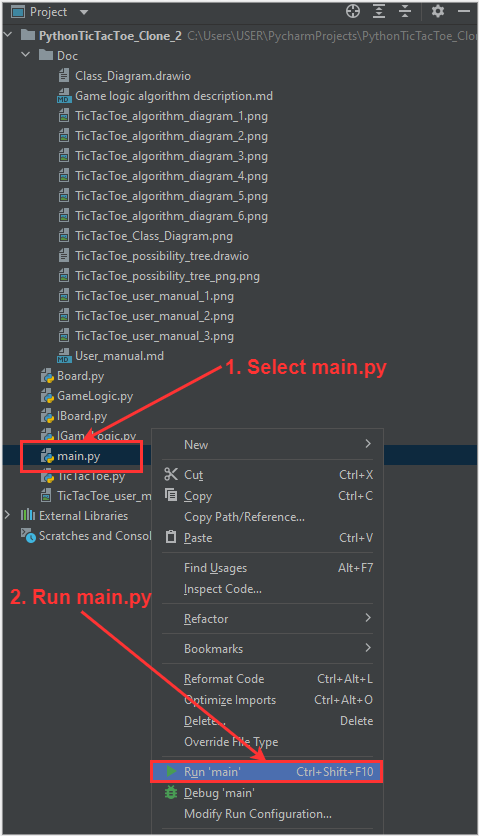 Project
PythonTicTacToe_Clone_2 C:\Users\USER\PycharmProjects\PythonTicTacToe_Clon
Doc
Class_Diagram.drawio
MD Game logic algorithm description.md
TicTacToe_algorithm_diagram_1.png
TicTacToe_algorithm_diagram_2.png
TicTacToe_algorithm_diagram_3.png
TicTacToe_algorithm_diagram_4.png
TicTacToe_algorithm_diagram_5.png
TicTacToe_algorithm_diagram_6.png
TicTacToe_Class_Diagram.png
TicTacToe_possibility_tree.drawio
TicTacToe_possibility_tree_png.png
TicTacToe_user_manual_1.png
TicTacToe_user_manual_2.png
TicTacToe_user_manual_3.png
MD User_manual.md
Board.py
1. Select main.py
GameLogic.py
IBoard.py
IGameLogic.py
main.py
TicTacToe.py
TicTacToe_user_m
External Libraries
Scratches and Consol
New
Cut Ctrl+X
Copy Ctrl+C
Copy Path/Reference...
Paste Ctrl+V
Find Usages Alt+F7
Inspect Code...
2. Run main.py
Refactor
Bookmarks
Reformat Code Ctrl+Alt+L
Optimize Imports Ctrl+Alt+O
Delete... Delete
Override File Type
Run 'main' Ctrl+Shift+F10
Debug 'main'
Modify Run Configuration...